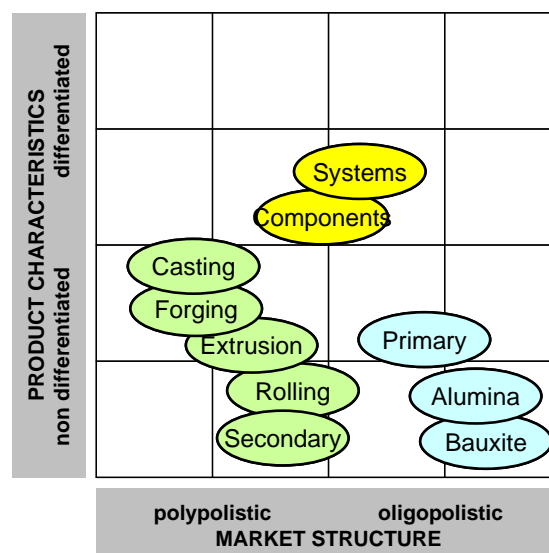 PRODUCT CHARACTERISTICS
non differentiated
differentiated
Systems
Components
Casting
Forging
Extrusion
Primary
Rolling
Alumina
Secondary
Bauxite
polypolistic
oligopolistic
MARKET STRUCTURE